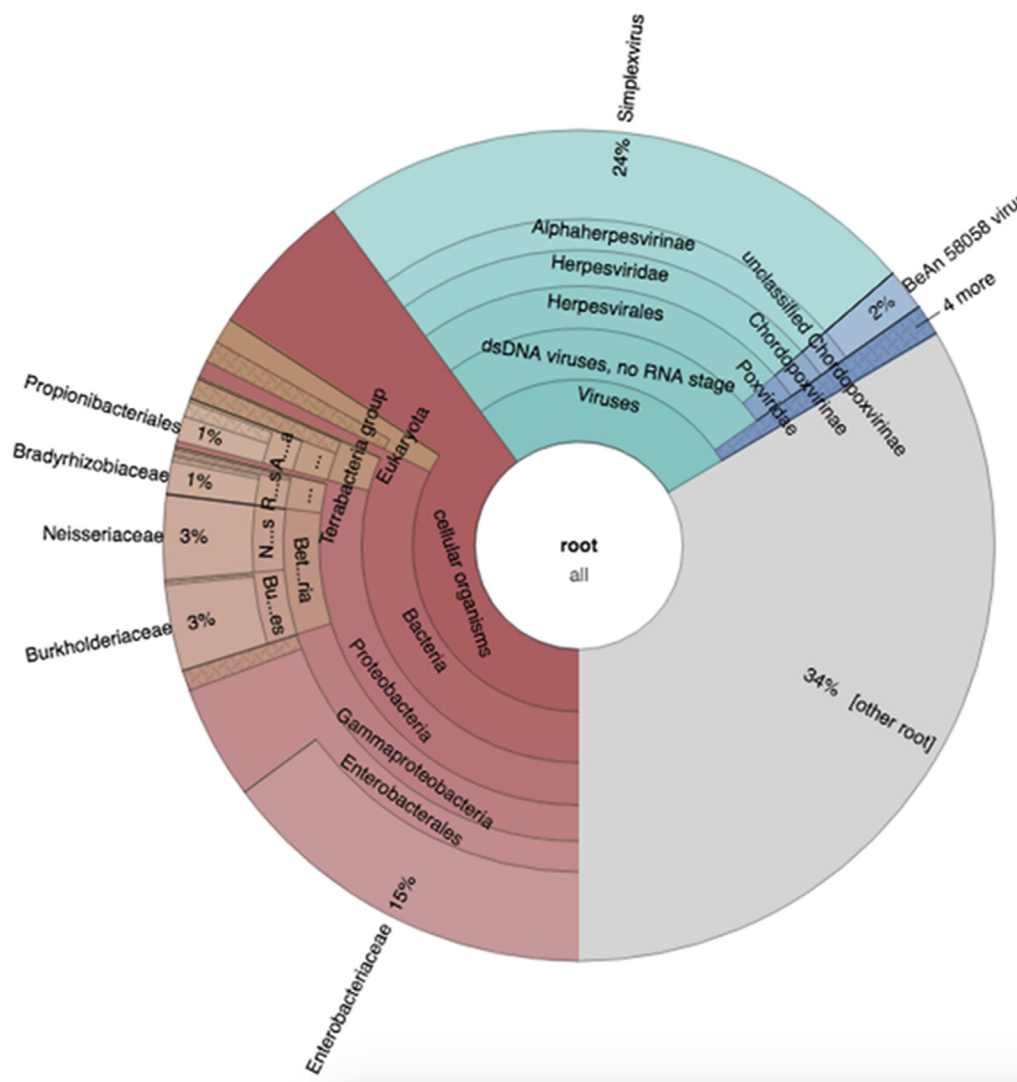 24% Simplexvirus
Alphaherpesvirinae
Herpesviridae
Herpesvirales
dsDNA viruses, no RNA stage
Viruses
unclassified Chordopoxvirinae
Chordopoxvirinae
Poxviridae
2% BeAn 58058 virus
4 more
root
all
34% [other root]
cellular organisms
Bacteria
Proteobacteria
Gammaproteobacteria
Enterobacterales
15%
Enterobacteriaceae
Eukaryota
Terrabacteria group
Propionibacteriales
1%
A...a
...
Bradyrhizobiaceae
1%
R...s
...
Neisseriaceae
3%
N...s
Bet...ria
Burkholderiaceae
3%
Bu...es